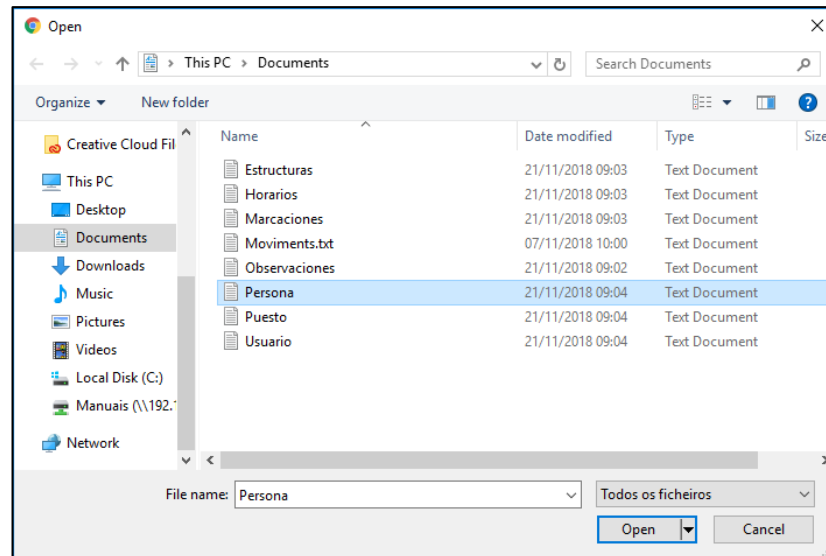 Open
This PC > Documents
Search Documents
Organize New folder
Name Date modified Type Size
Creative Cloud Fil
This PC
Desktop
Documents
Downloads
Music
Pictures
Videos
Local Disk (C:)
Manuais (\\192.1
Network
Estructuras 21/11/2018 09:03 Text Document
Horarios 21/11/2018 09:03 Text Document
Marcaciones 21/11/2018 09:03 Text Document
Moviments.txt 07/11/2018 10:00 Text Document
Observaciones 21/11/2018 09:02 Text Document
Persona 21/11/2018 09:04 Text Document
Puesto 21/11/2018 09:04 Text Document
Usuario 21/11/2018 09:04 Text Document
File name: Persona Todos os ficheiros
Open Cancel